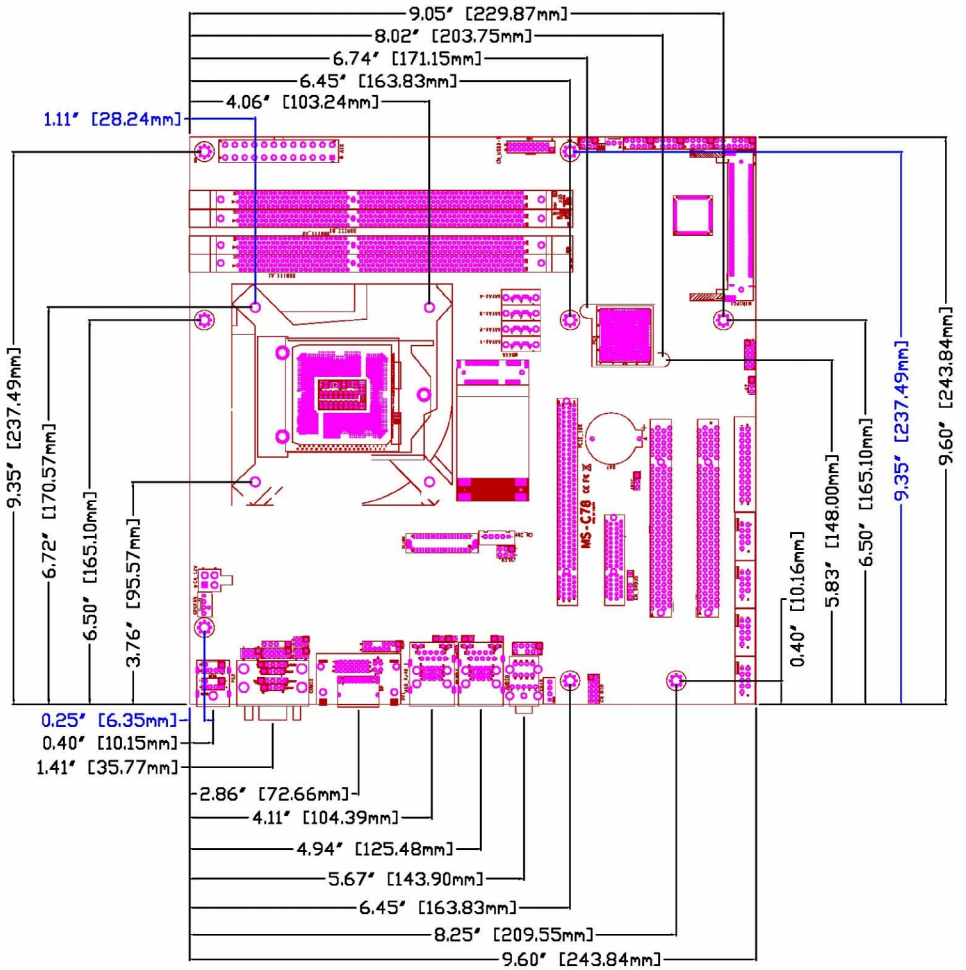 9.05" [229.87mm]
8.02" [203.75mm]
6.74" [171.15mm]
6.45" [163.83mm]
4.06" [103.24mm]
1.11" [28.24mm]
9.35" [237.49mm]
6.72" [170.57mm]
6.50" [165.10mm]
3.76" [95.57mm]
MS-C78
0.40" [10.16mm]
5.83" [148.00mm]
6.50" [165.10mm]
9.35" [237.49mm]
9.60" [243.84mm]
0.25" [6.35mm]
0.40" [10.15mm]
1.41" [35.77mm]
2.86" [72.66mm]
4.11" [104.39mm]
4.94" [125.48mm]
5.67" [143.90mm]
6.45" [163.83mm]
8.25" [209.55mm]
9.60" [243.84mm]